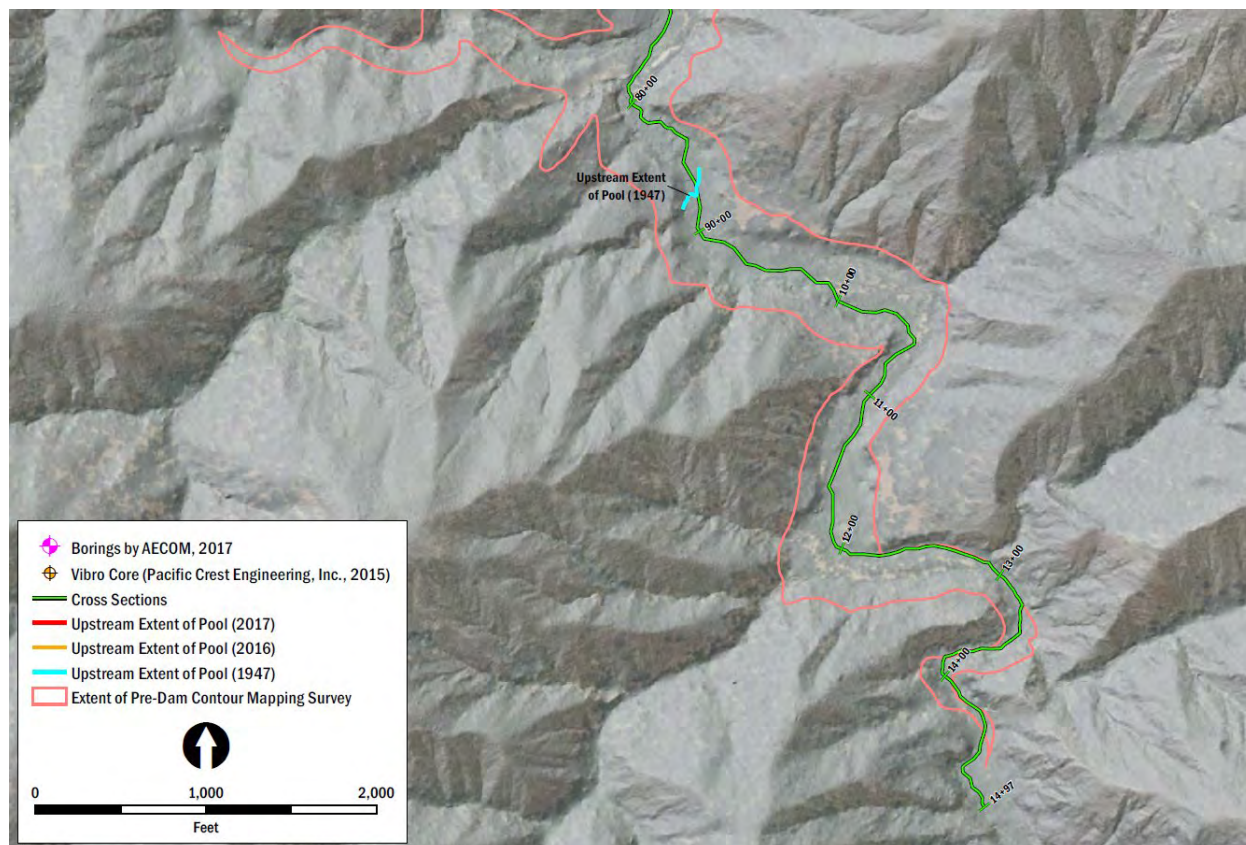 80+00
Upstream Extent
of Pool (1947)
90+00
10+00
11+00
12+00
13+00
14+00
14+97
Borings by AECOM, 2017
Vibro Core (Pacific Crest Engineering, Inc., 2015)
Cross Sections
Upstream Extent of Pool (2017)
Upstream Extent of Pool (2016)
Upstream Extent of Pool (1947)
Extent of Pre-Dam Contour Mapping Survey
0 1,000 2,000
Feet